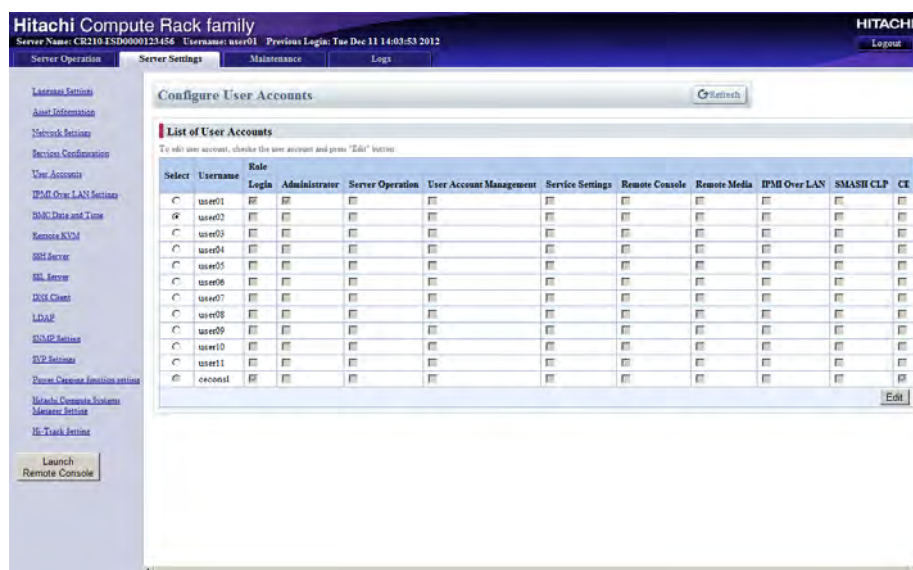 Hitachi Compute Rack family
HITACHI
Server Name: CR210-ESD0000123456 Username: user01 Previous Login: Tue Dec 11 14:03:53 2012
Logout
Server Operation Server Settings Maintenance Logs
Language Settings
Asset Information
Network Settings
Services Configuration
User Accounts
IPMI Over LAN Settings
BMC Date and Time
Remote KVM
SSH Server
SSL Server
DNS Client
LDAP
SNMP Setting
SVP Settings
Power Capping function setting
Hitachi Compute Systems
Manager Setting
Hi-Track Setting
Launch
Remote Console
Configure User Accounts
Refresh
List of User Accounts
To edit user account, checke the user account and press "Edit" button
Select Username Role
Login Administrator Server Operation User Account Management Service Settings Remote Console Remote Media IPMI Over LAN SMASH CLP CE
user01
user02
user03
user04
user05
user06
user07
user08
user09
user10
user11
ceconsl
Edit